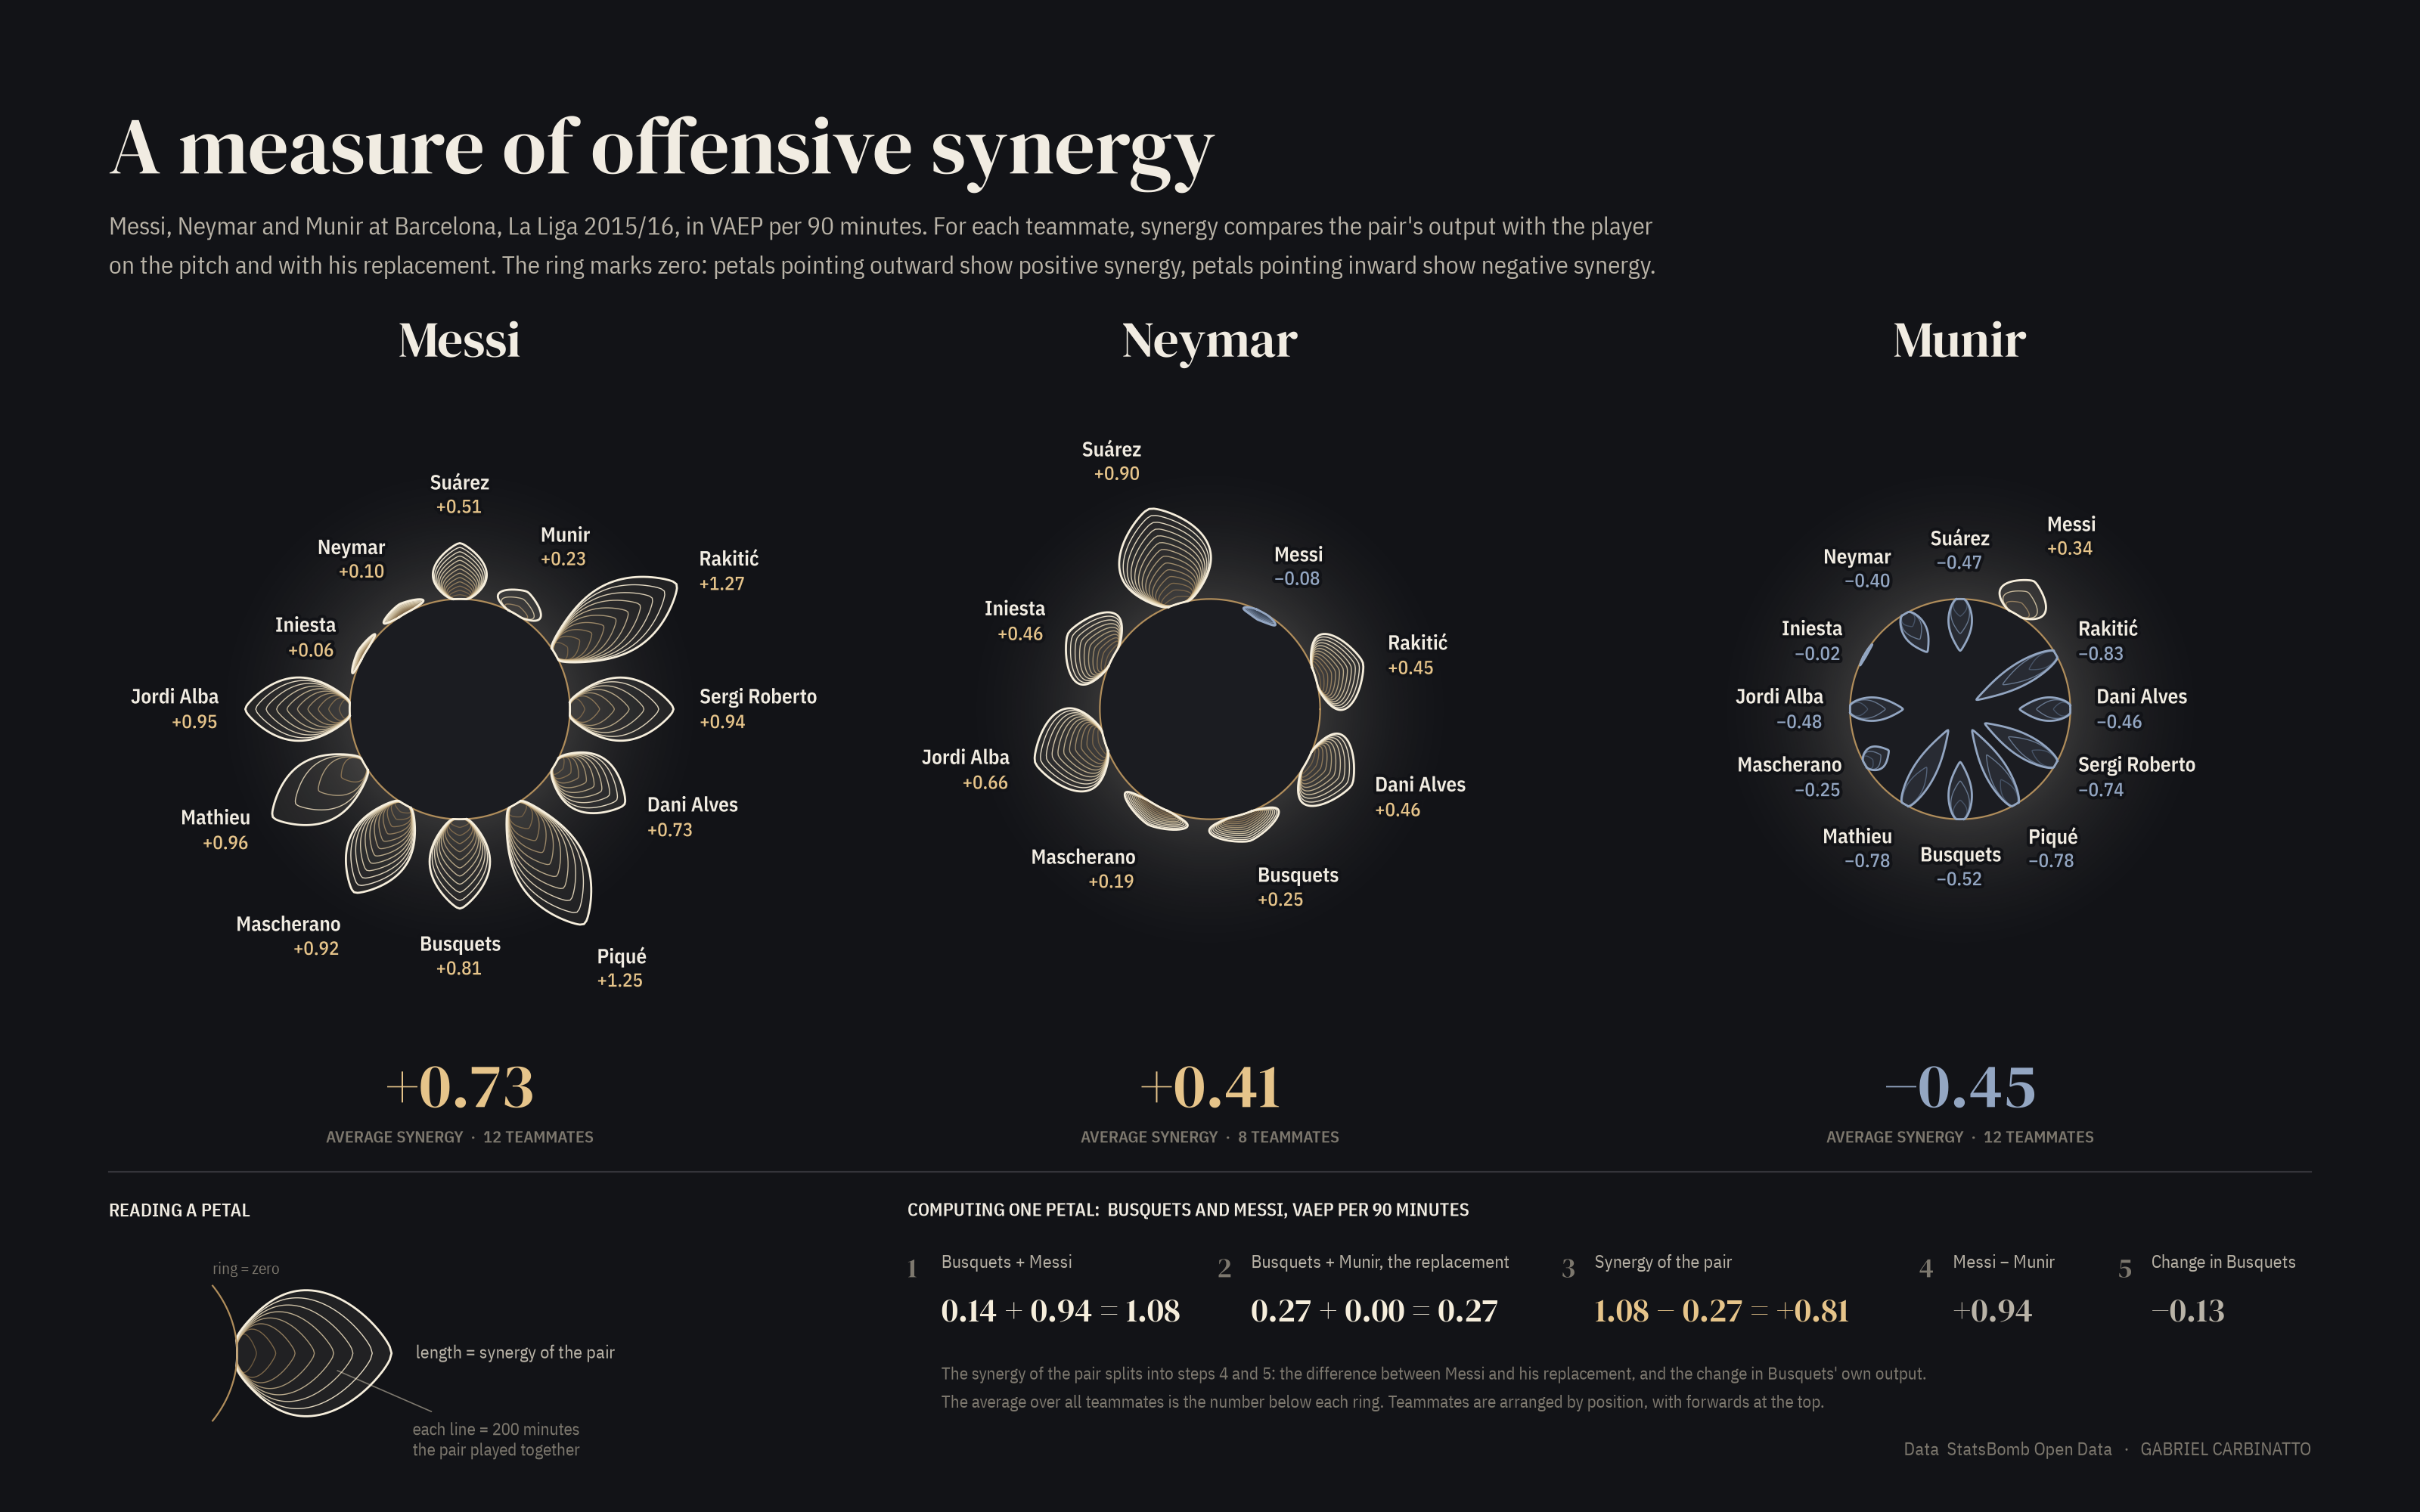 A measure of offensive synergy
Messi, Neymar and Munir at Barcelona, La Liga 2015/16, in VAEP per 90 minutes. For each teammate, synergy compares the pair's output with the player
on the pitch and with his replacement. The ring marks zero: petals pointing outward show positive synergy, petals pointing inward show negative synergy.
Messi
Suárez
+0.51
Munir
+0.23
Rakitić
+1.27
Sergi Roberto
+0.94
Dani Alves
+0.73
Piqué
+1.25
Busquets
+0.81
Mascherano
+0.92
Mathieu
+0.96
Jordi Alba
+0.95
Iniesta
+0.06
Neymar
+0.10
+0.73
AVERAGE SYNERGY · 12 TEAMMATES
Neymar
Suárez
+0.90
Messi
−0.08
Rakitić
+0.45
Dani Alves
+0.46
Busquets
+0.25
Mascherano
+0.19
Jordi Alba
+0.66
Iniesta
+0.46
+0.41
AVERAGE SYNERGY · 8 TEAMMATES
Munir
Suárez
−0.47
Messi
+0.34
Rakitić
−0.83
Dani Alves
−0.46
Sergi Roberto
−0.74
Piqué
−0.78
Busquets
−0.52
Mathieu
−0.78
Mascherano
−0.25
Jordi Alba
−0.48
Iniesta
−0.02
Neymar
−0.40
−0.45
AVERAGE SYNERGY · 12 TEAMMATES
READING A PETAL
ring = zero
length = synergy of the pair
each line = 200 minutes
the pair played together
COMPUTING ONE PETAL: BUSQUETS AND MESSI, VAEP PER 90 MINUTES
1 Busquets + Messi
0.14 + 0.94 = 1.08
2 Busquets + Munir, the replacement
0.27 + 0.00 = 0.27
3 Synergy of the pair
1.08 − 0.27 = +0.81
4 Messi − Munir
+0.94
5 Change in Busquets
−0.13
The synergy of the pair splits into steps 4 and 5: the difference between Messi and his replacement, and the change in Busquets' own output.
The average over all teammates is the number below each ring. Teammates are arranged by position, with forwards at the top.
Data StatsBomb Open Data · GABRIEL CARBINATTO